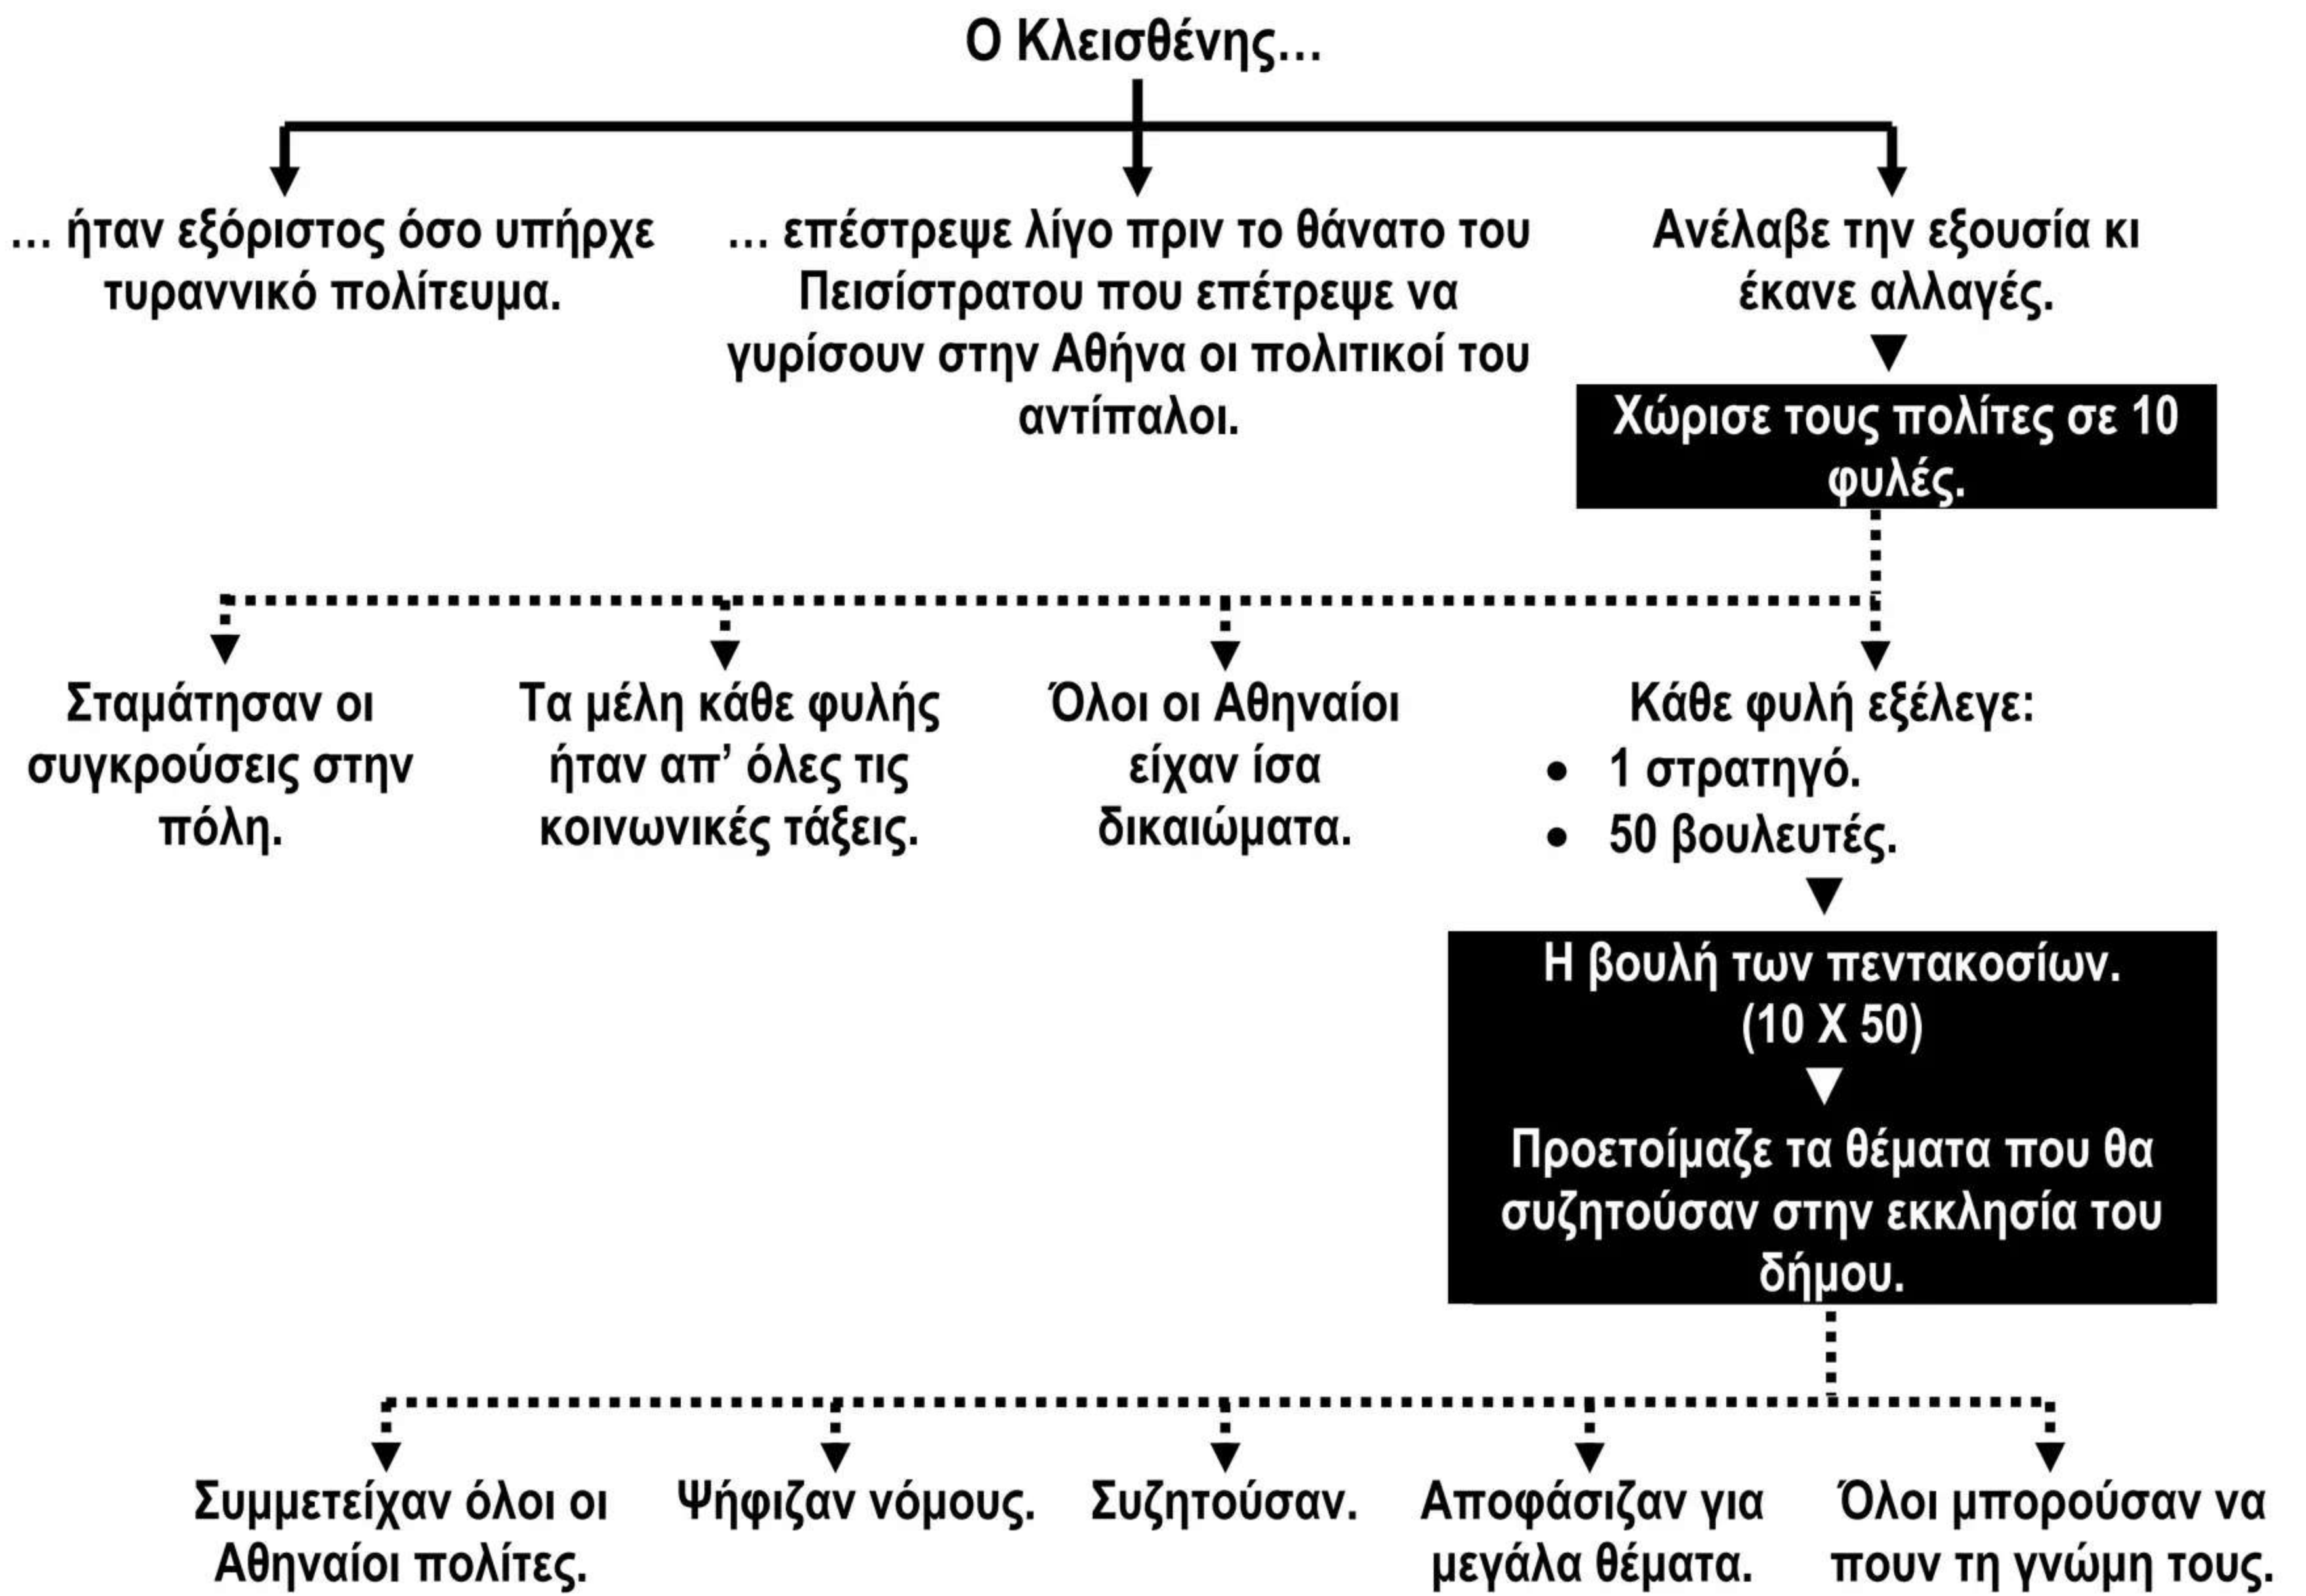 Ο Κλεισθένης…
… ήταν εξόριστος όσο υπήρχε
τυραννικό πολίτευμα.
… επέστρεψε λίγο πριν το θάνατο του
Πεισίστρατου που επέτρεψε να
γυρίσουν στην Αθήνα οι πολιτικοί του
αντίπαλοι.
Ανέλαβε την εξουσία κι
έκανε αλλαγές.
Χώρισε τους πολίτες σε 10
φυλές.
Σταμάτησαν οι
συγκρούσεις στην
πόλη.
Τα μέλη κάθε φυλής
ήταν απ’ όλες τις
κοινωνικές τάξεις.
Όλοι οι Αθηναίοι
είχαν ίσα
δικαιώματα.
Κάθε φυλή εξέλεγε:
• 1 στρατηγό.
• 50 βουλευτές.
Η βουλή των πεντακοσίων.
(10 Χ 50)
Προετοίμαζε τα θέματα που θα
συζητούσαν στην εκκλησία του
δήμου.
Συμμετείχαν όλοι οι
Αθηναίοι πολίτες.
Ψήφιζαν νόμους.
Συζητούσαν.
Αποφάσιζαν για
μεγάλα θέματα.
Όλοι μπορούσαν να
πουν τη γνώμη τους.